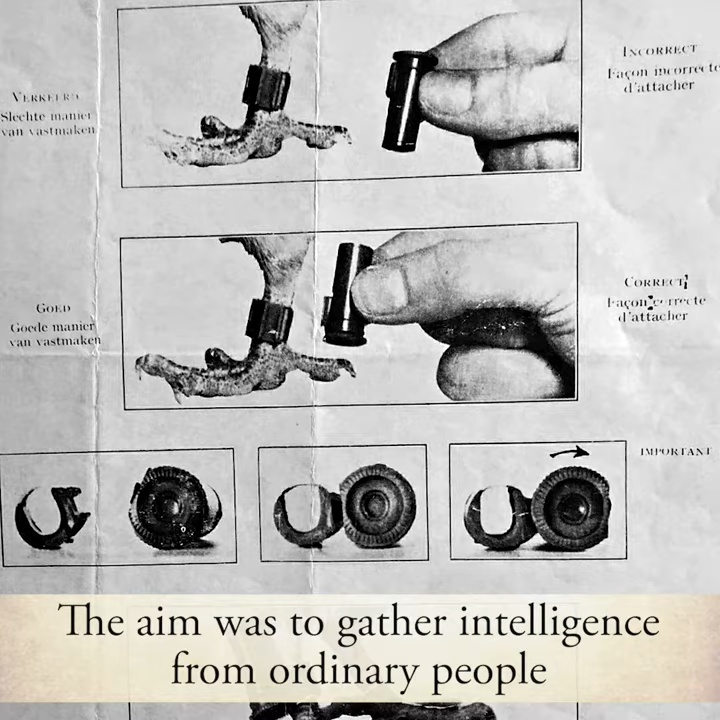 VERKEERD
Slechte manier
van vastmaken
INCORRECT
Façon incorrecte
d'attacher
GOED
Goede manier
van vastmaken
CORRECT
Façon correcte
d'attacher
IMPORTANT
The aim was to gather intelligence
from ordinary people